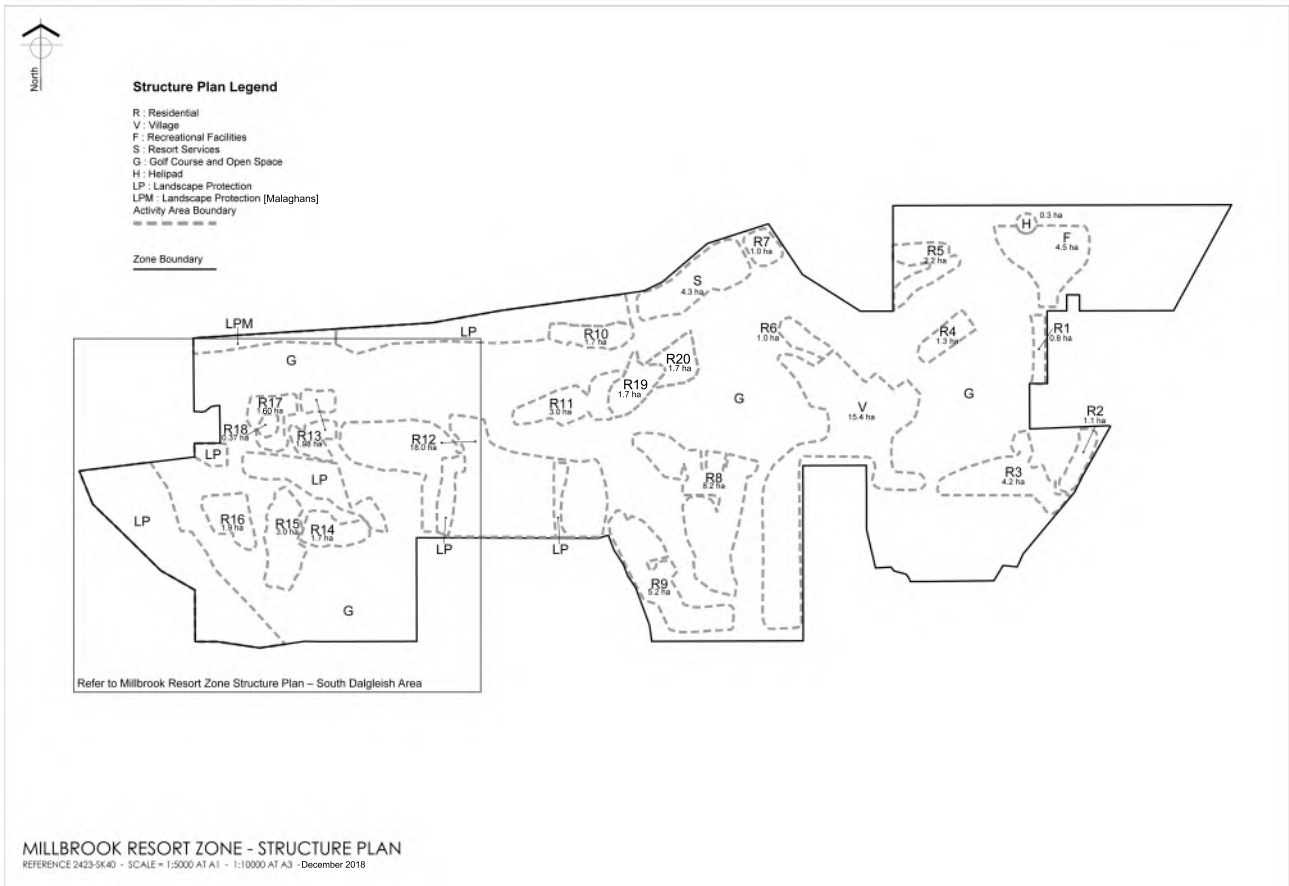 North
Structure Plan Legend
R : Residential
V : Village
F : Recreational Facilities
S : Resort Services
G : Golf Course and Open Space
H : Helipad
LP : Landscape Protection
LPM : Landscape Protection [Malaghans]
Activity Area Boundary
Zone Boundary
H
0.3 ha
F
4.5 ha
R7
1.0 ha
R5
2.2 ha
S
4.3 ha
LPM
LP
R10
1.7 ha
R6
1.0 ha
R4
1.3 ha
R1
0.8 ha
G
R20
1.7 ha
R19
1.7 ha
G
G
R17
1.60 ha
R11
3.0 ha
V
15.4 ha
R2
1.1 ha
R18
0.37 ha
R13
1.98 ha
R12
18.0 ha
LP
LP
R8
8.2 ha
R3
4.2 ha
LP
R16
1.9 ha
R15
3.0 ha
R14
1.7 ha
LP
LP
R9
5.2 ha
G
Refer to Millbrook Resort Zone Structure Plan – South Dalgleish Area
MILLBROOK RESORT ZONE - STRUCTURE PLAN
REFERENCE 2423-SK40 - SCALE = 1:5000 AT A1 - 1:10000 AT A3 - December 2018